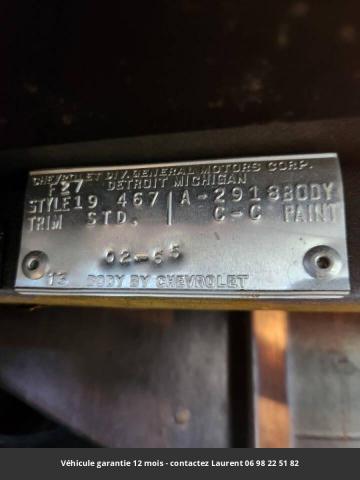 CHEVROLET DIV. GENERAL MOTORS CORP.
F27 DETROIT MICHIGAN
STYLE 19 467 A-2918 BODY
TRIM STD. C-C PAINT
02-65
13 BODY BY CHEVROLET
Véhicule garantie 12 mois - contactez Laurent 06 98 22 51 82